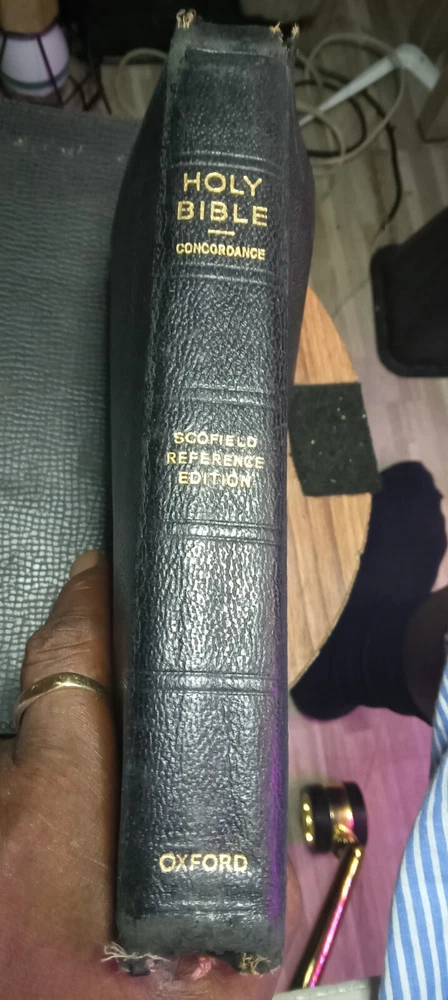 HOLY
BIBLE
CONCORDANCE
SCOFIELD
REFERENCE
EDITION
OXFORD